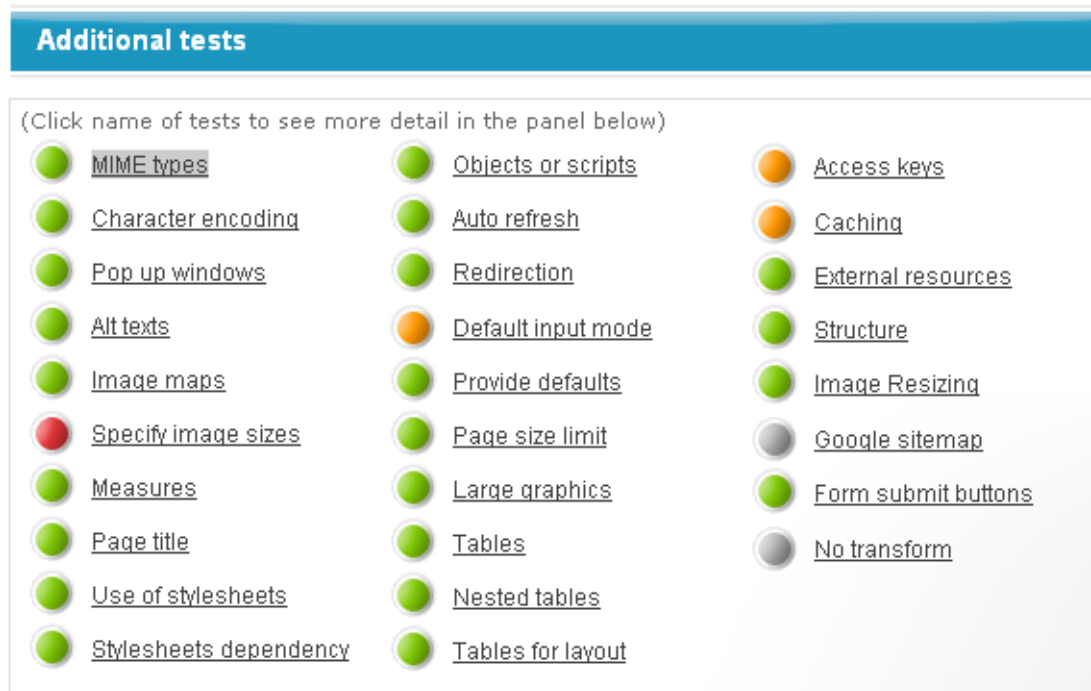 Additional tests
(Click name of tests to see more detail in the panel below)
MIME types
Character encoding
Pop up windows
Alt texts
Image maps
Specify image sizes
Measures
Page title
Use of stylesheets
Stylesheets dependency
Objects or scripts
Auto refresh
Redirection
Default input mode
Provide defaults
Page size limit
Large graphics
Tables
Nested tables
Tables for layout
Access keys
Caching
External resources
Structure
Image Resizing
Google sitemap
Form submit buttons
No transform